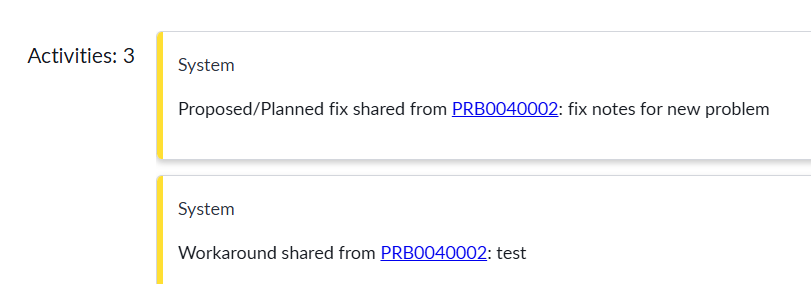 Activities: 3
System
Proposed/Planned fix shared from PRB0040002: fix notes for new problem
System
Workaround shared from PRB0040002: test